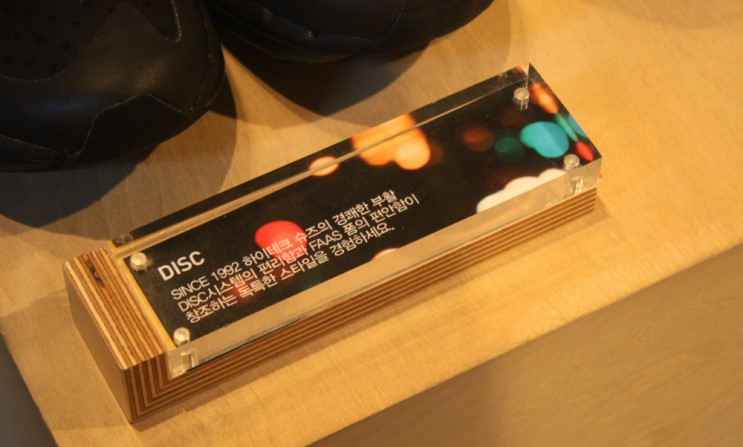 DISC
SINCE 1992 하이테크 슈즈의 경쾌한 부활
DISC시스템의 편리함과 FAAS 폼의 편안함이
창조하는 독특한 스타일을 경험하세요.